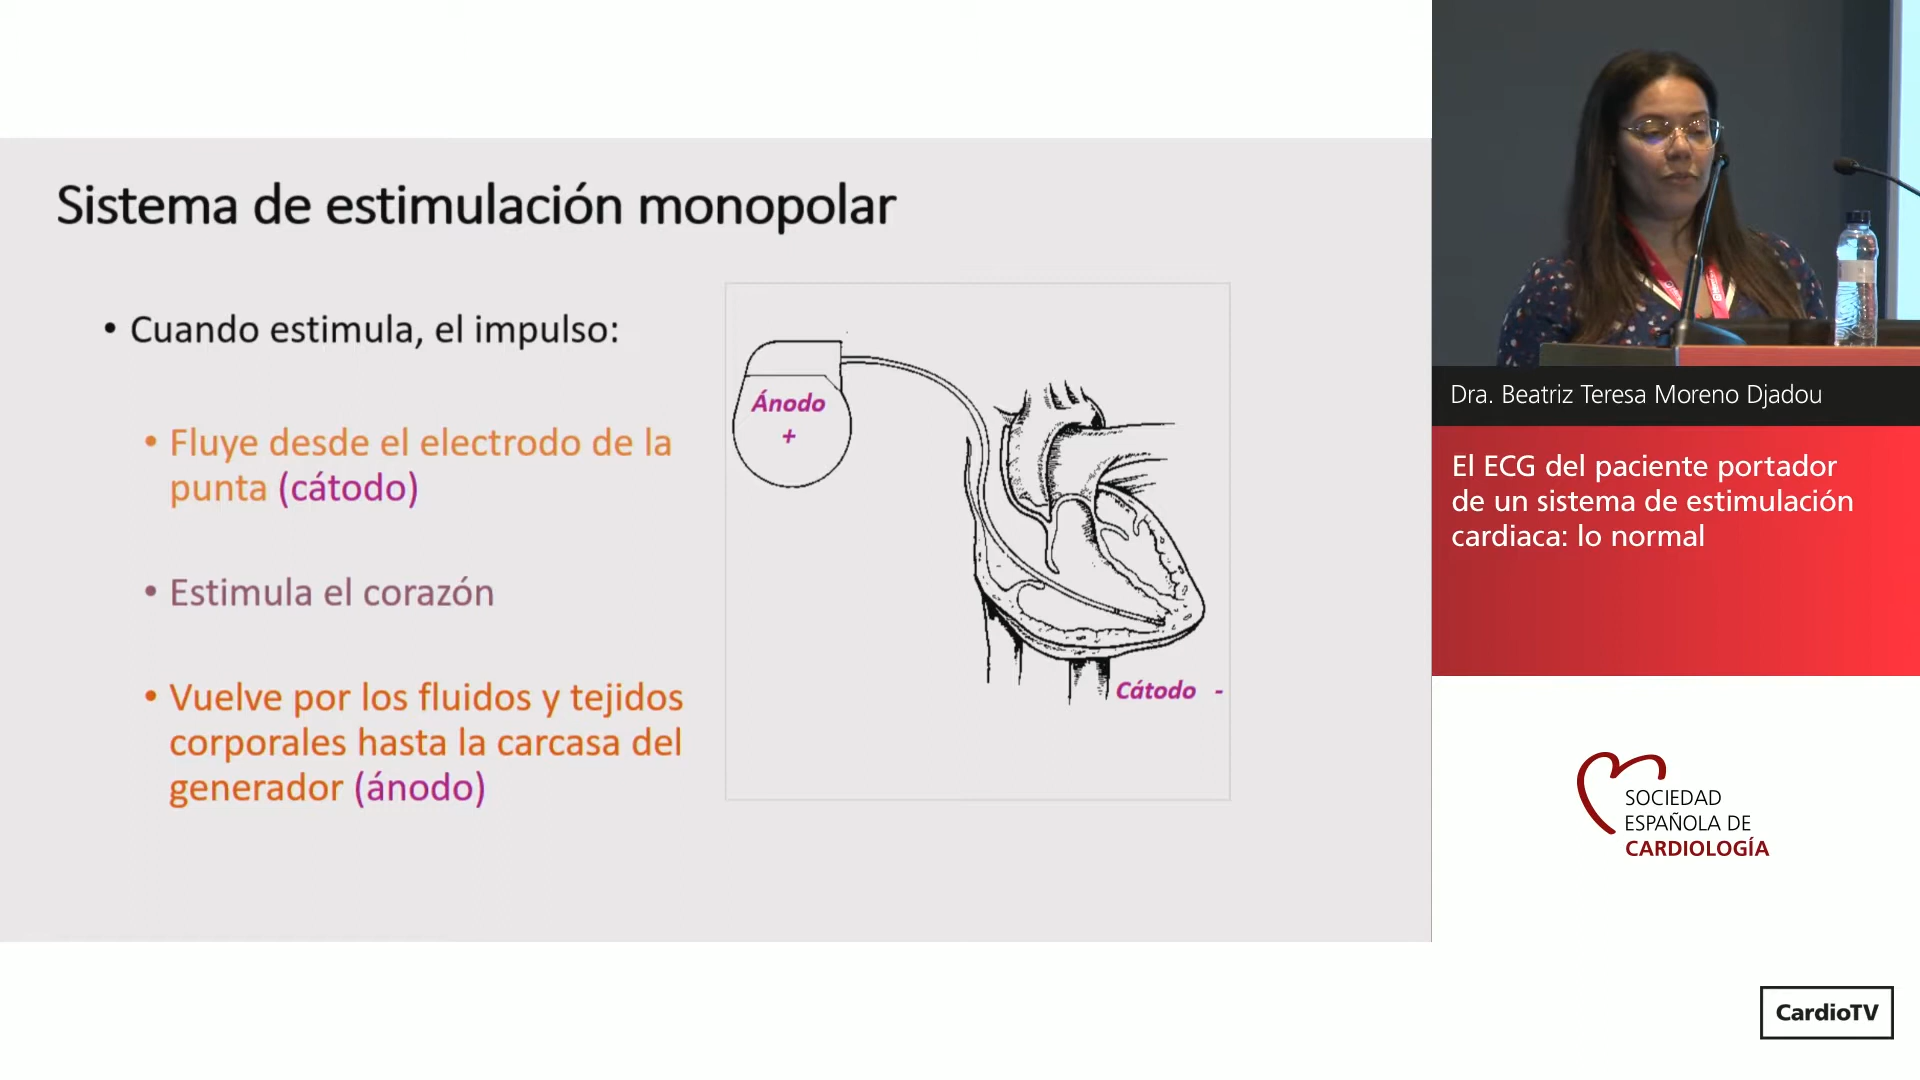 Sistema de estimulación monopolar
• Cuando estimula, el impulso:
• Fluye desde el electrodo de la
punta (cátodo)
• Estimula el corazón
• Vuelve por los fluidos y tejidos
corporales hasta la carcasa del
generador (ánodo)
Ánodo
+
Cátodo -
Dra. Beatriz Teresa Moreno Djadou
El ECG del paciente portador
de un sistema de estimulación
cardiaca: lo normal
SOCIEDAD
ESPAÑOLA DE
CARDIOLOGÍA
CardioTV